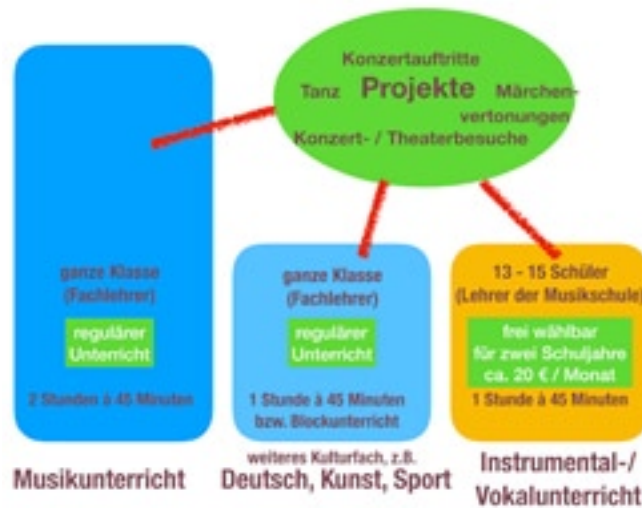 Konzertauftritte
Tanz Projekte Märchen-
vertonungen
Konzert- / Theaterbesuche
ganze Klasse
(Fachlehrer)
regulärer
Unterricht
2 Stunden à 45 Minuten
Musikunterricht
ganze Klasse
(Fachlehrer)
regulärer
Unterricht
1 Stunde à 45 Minuten
bzw. Blockunterricht
weiteres Kulturfach, z.B.
Deutsch, Kunst, Sport
13 - 15 Schüler
(Lehrer der Musikschule)
frei wählbar
für zwei Schuljahre
ca. 20 € / Monat
1 Stunde à 45 Minuten
Instrumental-/
Vokalunterricht